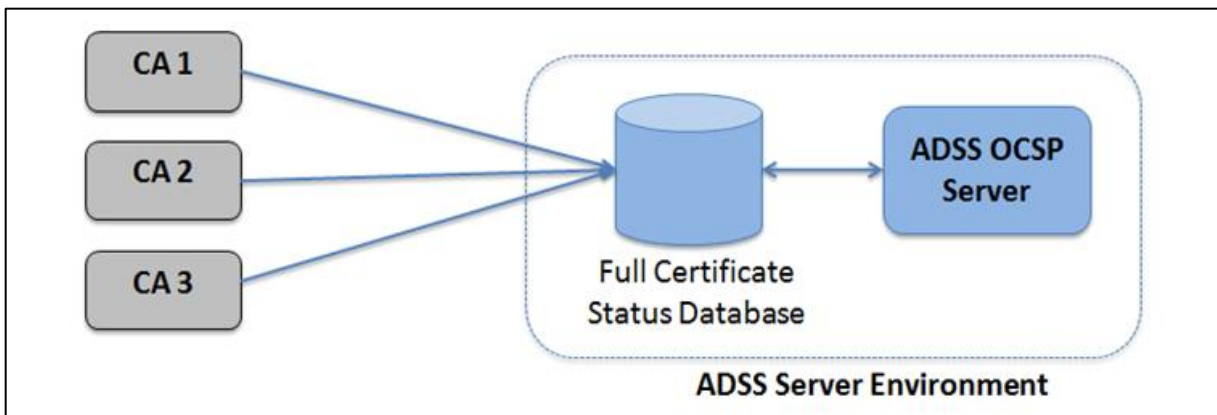 CA 1
CA 2
CA 3
ADSS OCSP
Server
Full Certificate
Status Database
ADSS Server Environment